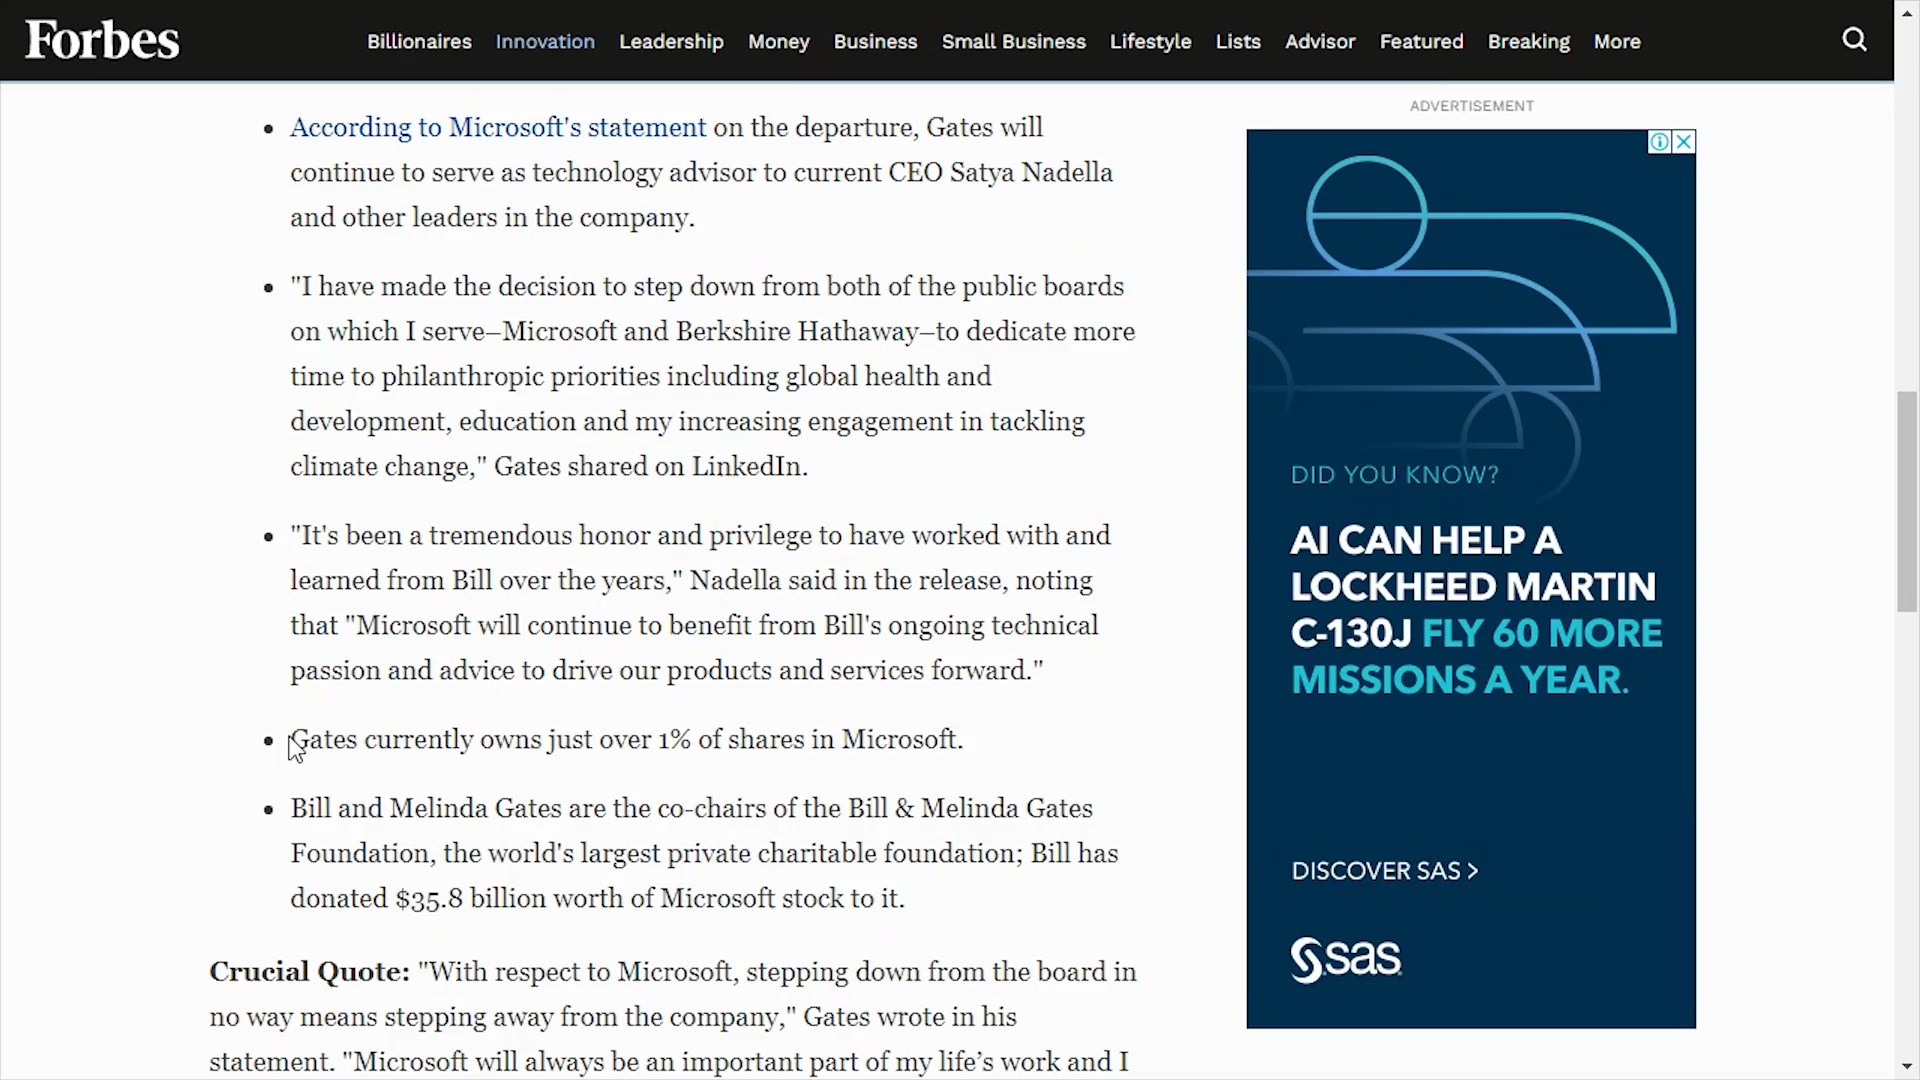 Forbes
Billionaires Innovation Leadership Money Business Small Business Lifestyle Lists Advisor Featured Breaking More
According to Microsoft's statement on the departure, Gates will
continue to serve as technology advisor to current CEO Satya Nadella
and other leaders in the company.
"I have made the decision to step down from both of the public boards
on which I serve–Microsoft and Berkshire Hathaway–to dedicate more
time to philanthropic priorities including global health and
development, education and my increasing engagement in tackling
climate change," Gates shared on LinkedIn.
"It's been a tremendous honor and privilege to have worked with and
learned from Bill over the years," Nadella said in the release, noting
that "Microsoft will continue to benefit from Bill's ongoing technical
passion and advice to drive our products and services forward."
Gates currently owns just over 1% of shares in Microsoft.
Bill and Melinda Gates are the co-chairs of the Bill & Melinda Gates
Foundation, the world's largest private charitable foundation; Bill has
donated $35.8 billion worth of Microsoft stock to it.
Crucial Quote: "With respect to Microsoft, stepping down from the board in
no way means stepping away from the company," Gates wrote in his
statement. "Microsoft will always be an important part of my life’s work and I
ADVERTISEMENT
DID YOU KNOW?
AI CAN HELP A
LOCKHEED MARTIN
C-130J FLY 60 MORE
MISSIONS A YEAR.
DISCOVER SAS >
sas